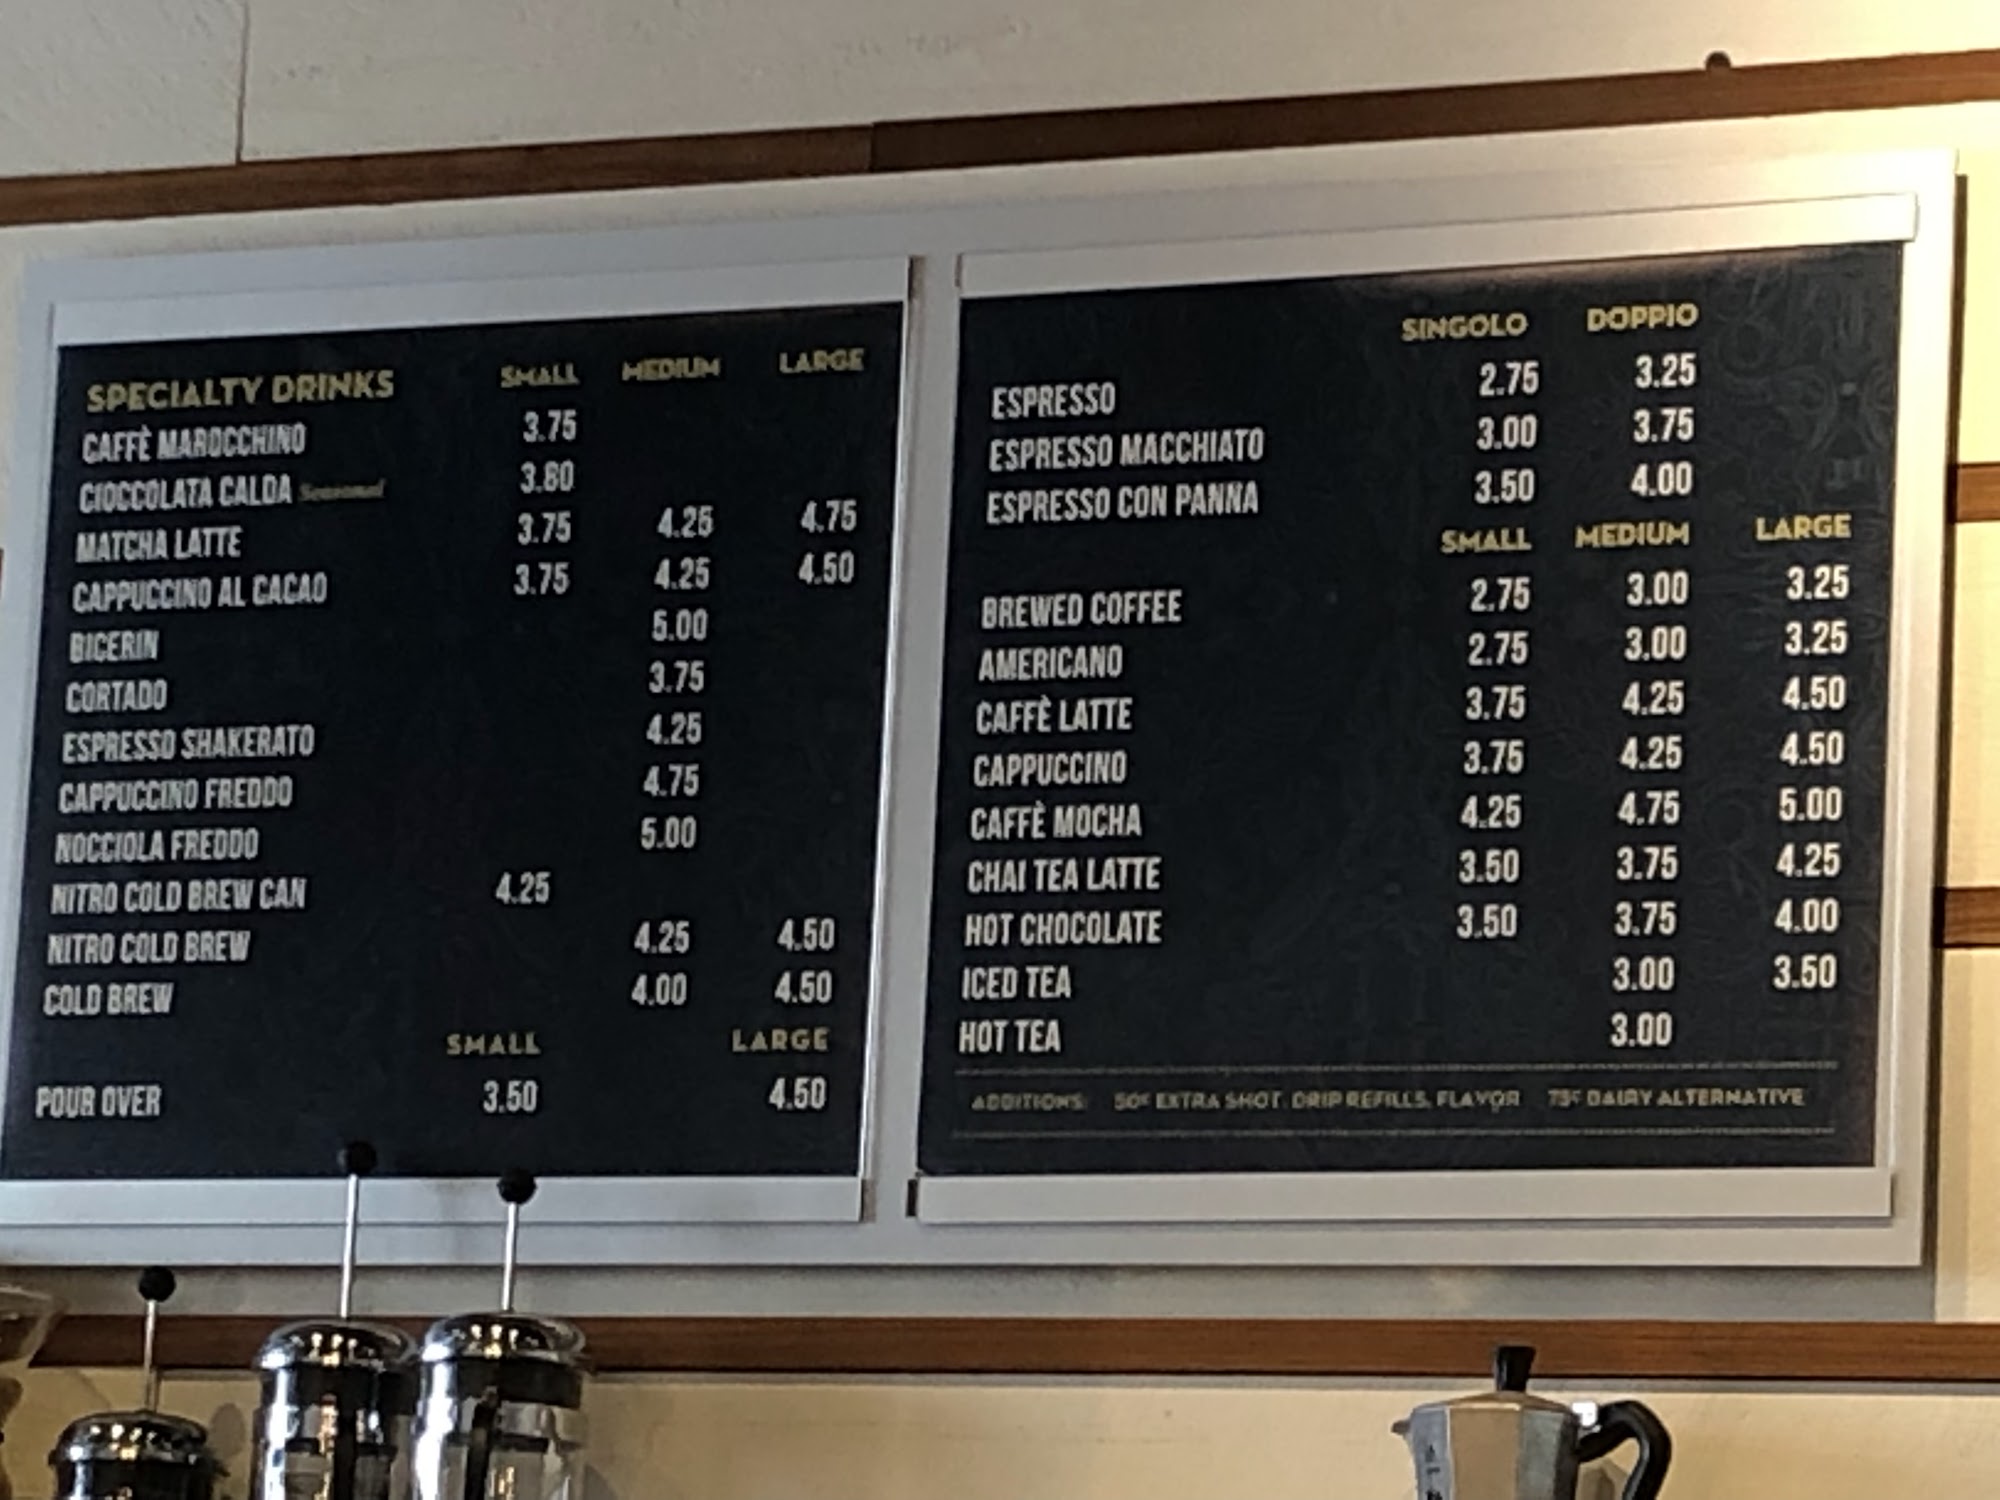 SPECIALTY DRINKS SMALL MEDIUM LARGE
CAFFÈ MAROCCHINO 3.75
CIOCCOLATA CALDA Seasonal 3.80
MATCHA LATTE 3.75 4.25 4.75
CAPPUCCINO AL CACAO 3.75 4.25 4.50
BICERIN 5.00
CORTADO 3.75
ESPRESSO SHAKERATO 4.25
CAPPUCCINO FREDDO 4.75
NOCCIOLA FREDDO 5.00
NITRO COLD BREW CAN 4.25
NITRO COLD BREW 4.25 4.50
COLD BREW 4.00 4.50
SMALL LARGE
POUR OVER 3.50 4.50
SINGOLO DOPPIO
ESPRESSO 2.75 3.25
ESPRESSO MACCHIATO 3.00 3.75
ESPRESSO CON PANNA 3.50 4.00
SMALL MEDIUM LARGE
BREWED COFFEE 2.75 3.00 3.25
AMERICANO 2.75 3.00 3.25
CAFFÈ LATTE 3.75 4.25 4.50
CAPPUCCINO 3.75 4.25 4.50
CAFFÈ MOCHA 4.25 4.75 5.00
CHAI TEA LATTE 3.50 3.75 4.25
HOT CHOCOLATE 3.50 3.75 4.00
ICED TEA 3.00 3.50
HOT TEA 3.00
ADDITIONS: 50¢ EXTRA SHOT, DRIP REFILLS, FLAVOR 75¢ DAIRY ALTERNATIVE